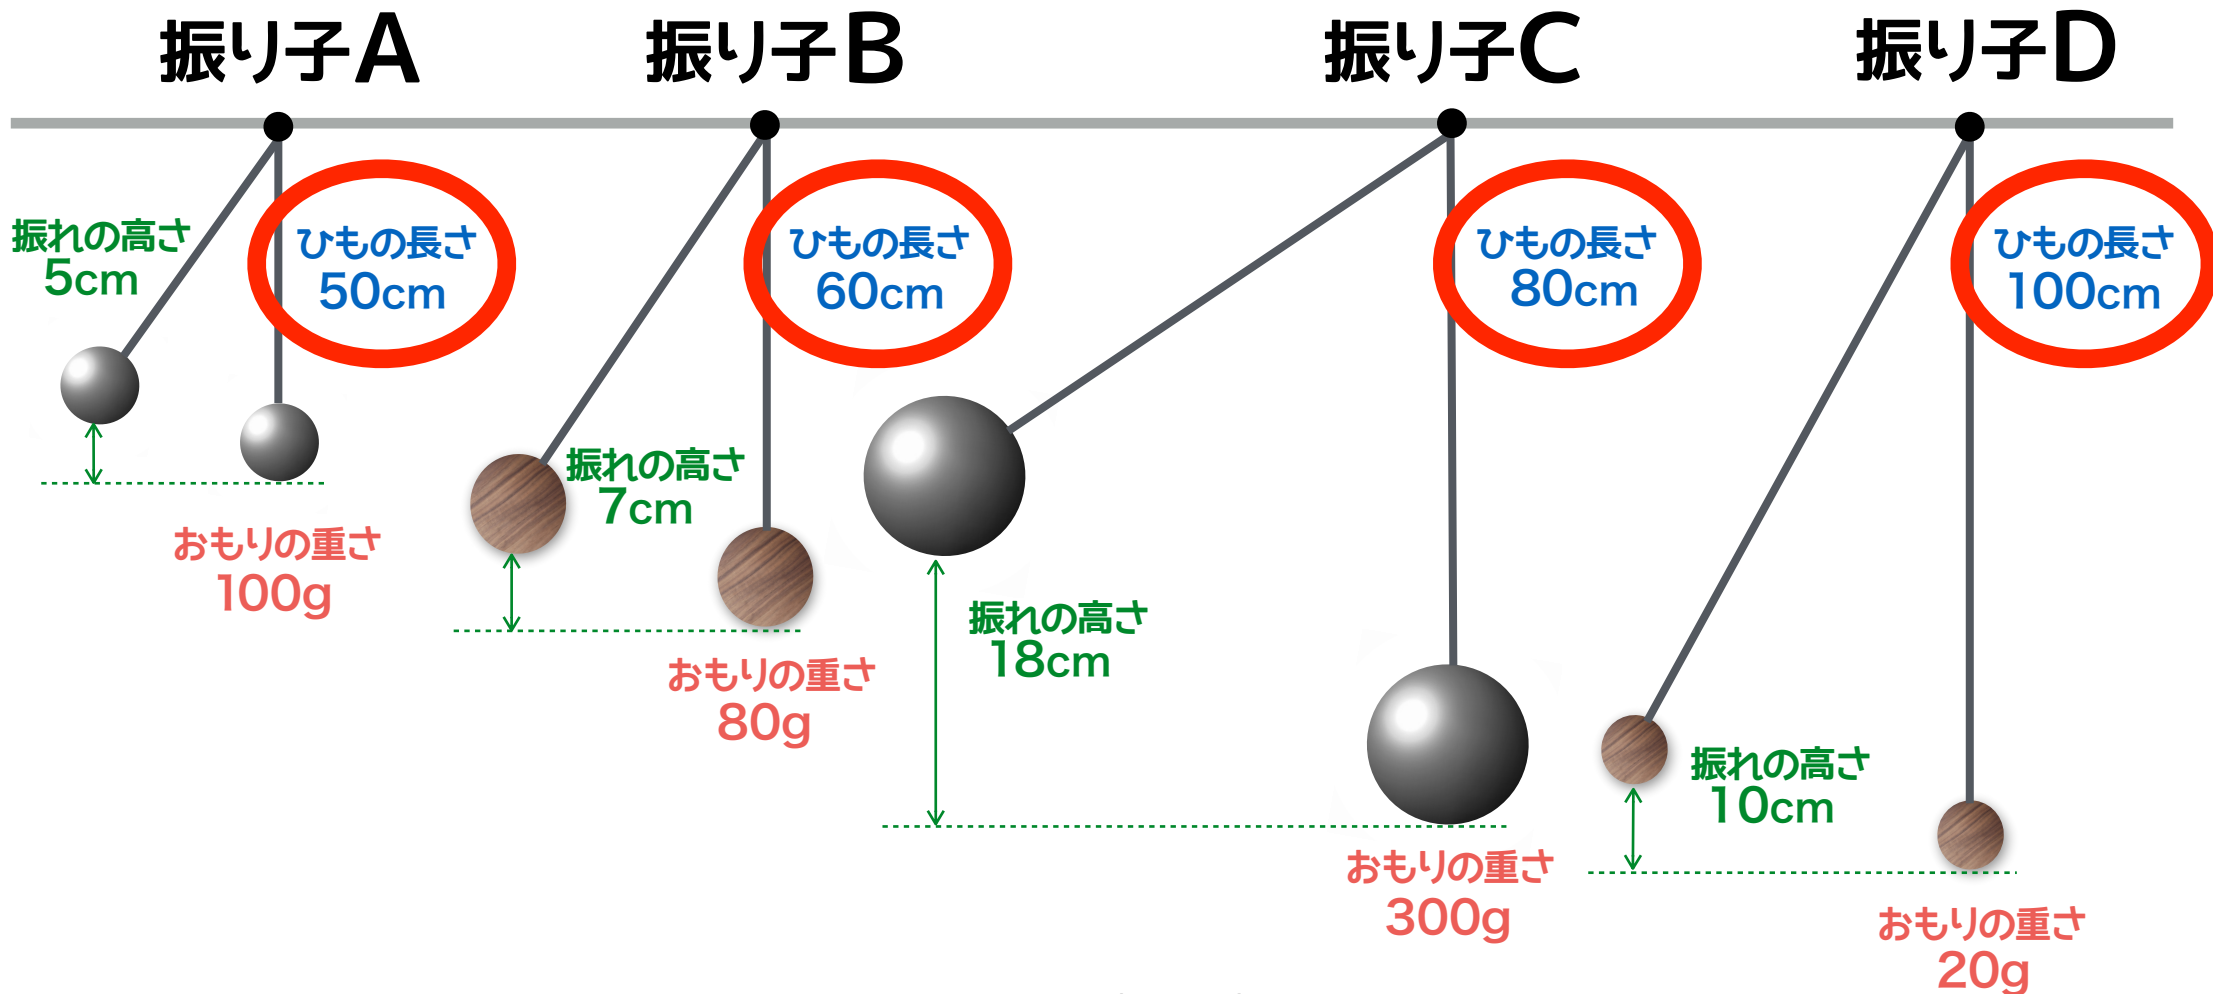 振り子A
振り子B
振り子C
振り子D
振れの高さ
5cm
ひもの長さ
50cm
おもりの重さ
100g
ひもの長さ
60cm
振れの高さ
7cm
おもりの重さ
80g
ひもの長さ
80cm
振れの高さ
18cm
おもりの重さ
300g
ひもの長さ
100cm
振れの高さ
10cm
おもりの重さ
20g